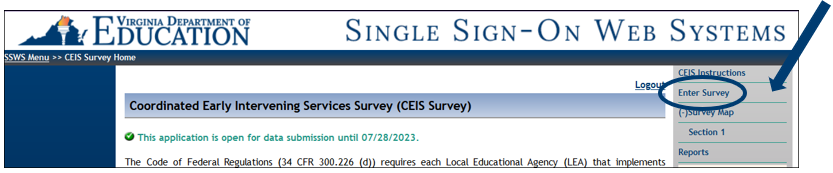 VIRGINIA DEPARTMENT OF
EDUCATION
SINGLE SIGN-ON WEB SYSTEMS
SSWS Menu >> CEIS Survey Home
Logout
Coordinated Early Intervening Services Survey (CEIS Survey)
This application is open for data submission until 07/28/2023.
The Code of Federal Regulations (34 CFR 300.226 (d)) requires each Local Educational Agency (LEA) that implements
CEIS Instructions
Enter Survey
(-)Survey Map
Section 1
Reports